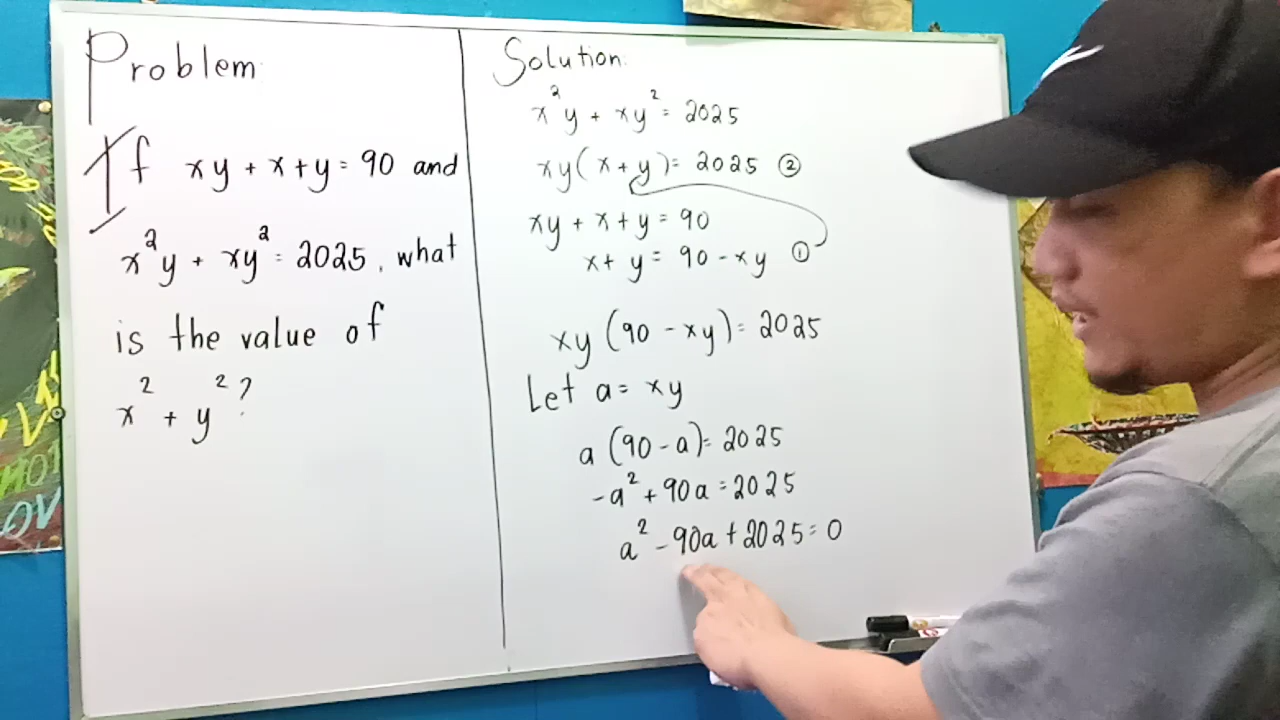 Problem:
If xy + x + y = 90 and
x²y + xy² = 2025, what
is the value of
x² + y² ?
Solution:
x²y + xy² = 2025
xy(x + y) = 2025 ②
xy + x + y = 90
x + y = 90 - xy ①
xy(90 - xy) = 2025
Let a = xy
a(90 - a) = 2025
-a² + 90a = 2025
a² - 90a + 2025 = 0